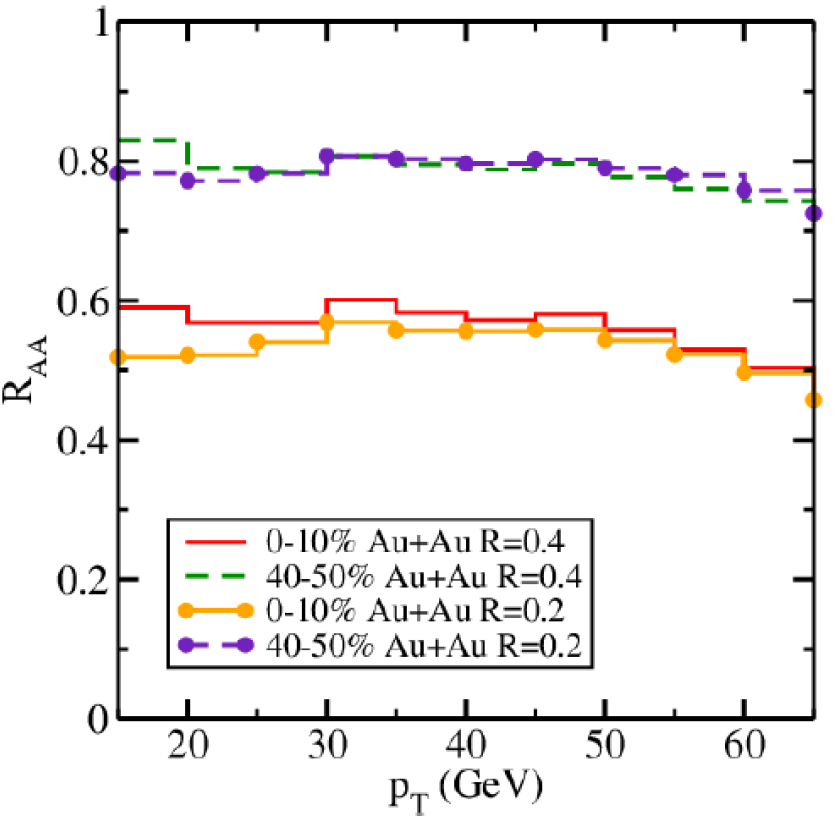 1
0.8
0.6
0.4
0.2
0
R_AA
0-10% Au+Au R=0.4
40-50% Au+Au R=0.4
0-10% Au+Au R=0.2
40-50% Au+Au R=0.2
20 30 40 50 60
p_T (GeV)